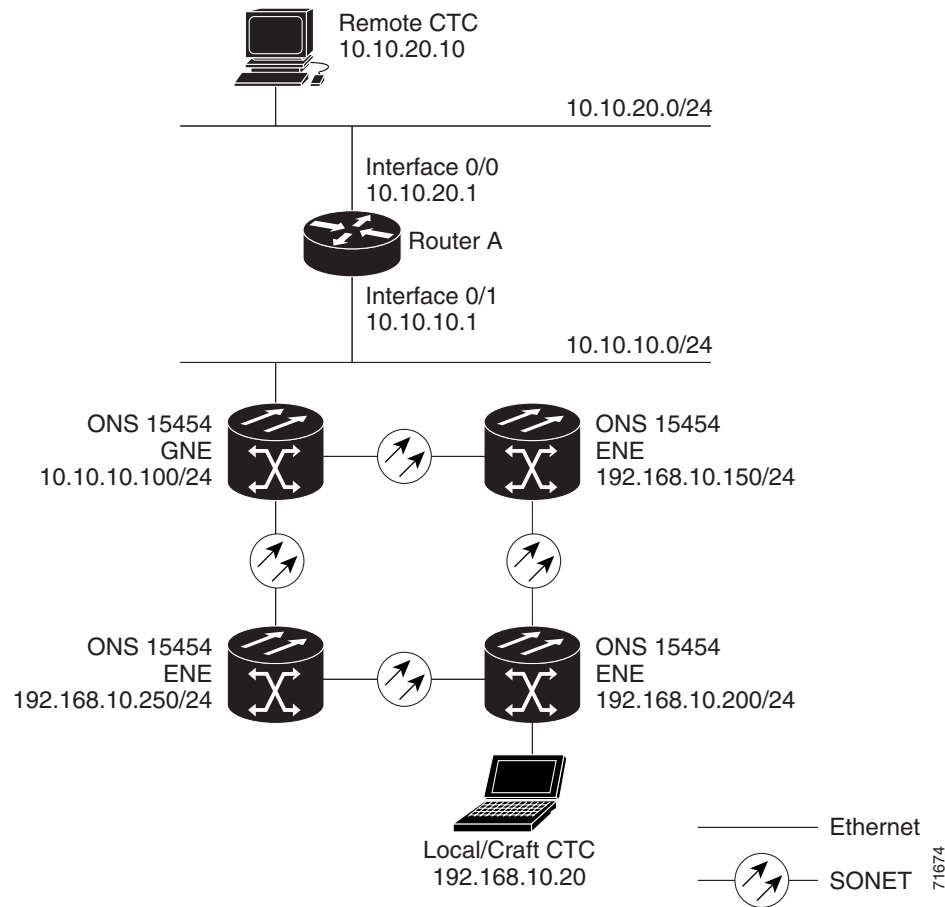 Remote CTC
10.10.20.10
10.10.20.0/24
Interface 0/0
10.10.20.1
Router A
Interface 0/1
10.10.10.1
10.10.10.0/24
ONS 15454
GNE
10.10.10.100/24
ONS 15454
ENE
192.168.10.150/24
ONS 15454
ENE
192.168.10.250/24
ONS 15454
ENE
192.168.10.200/24
Local/Craft CTC
192.168.10.20
Ethernet
SONET
71674